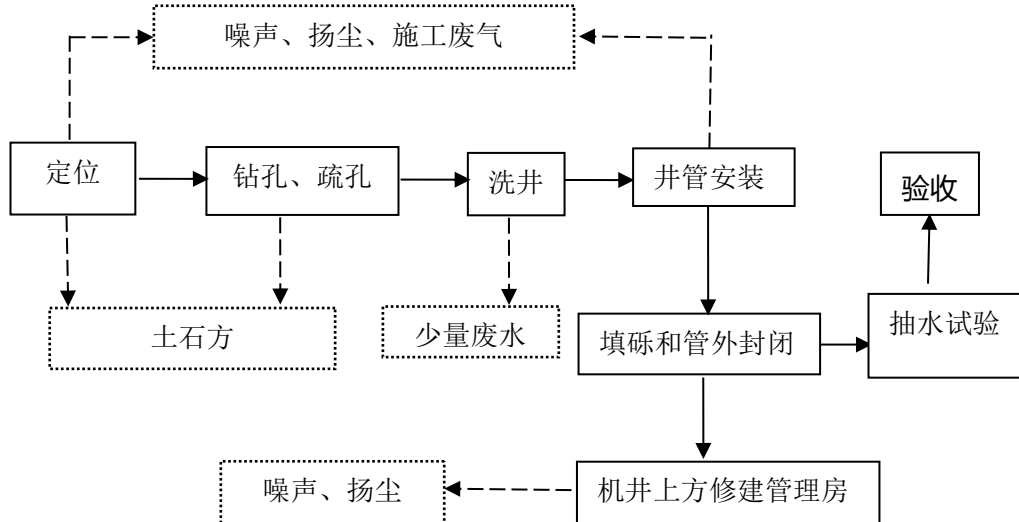 噪声、扬尘、施工废气
定位
钻孔、疏孔
洗井
井管安装
验收
土石方
少量废水
填砾和管外封闭
抽水试验
噪声、扬尘
机井上方修建管理房